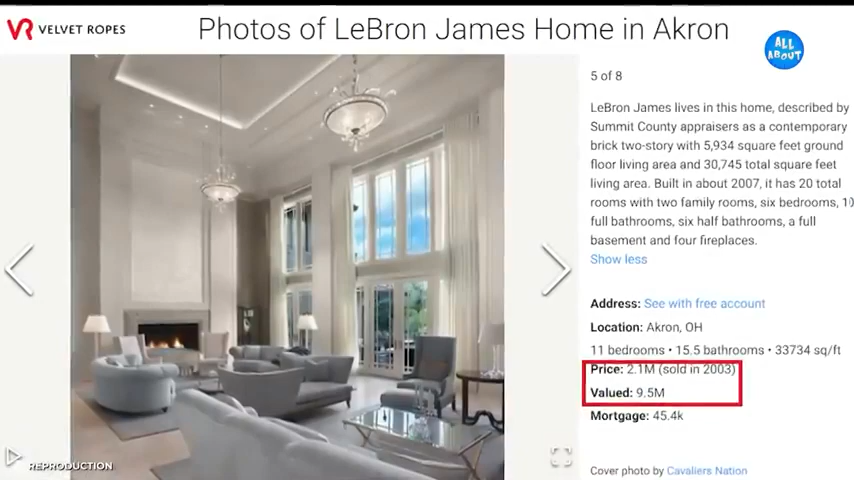 VR VELVET ROPES
Photos of LeBron James Home in Akron
ALL
ABOUT
5 of 8
LeBron James lives in this home, described by
Summit County appraisers as a contemporary
brick two-story with 5,934 square feet ground
floor living area and 30,745 total square feet
living area. Built in about 2007, it has 20 total
rooms with two family rooms, six bedrooms, 10
full bathrooms, six half bathrooms, a full
basement and four fireplaces.
Show less
Address: See with free account
Location: Akron, OH
11 bedrooms • 15.5 bathrooms • 33734 sq/ft
Price: 2.1M (sold in 2003)
Valued: 9.5M
Mortgage: 45.4k
REPRODUCTION
Cover photo by Cavaliers Nation